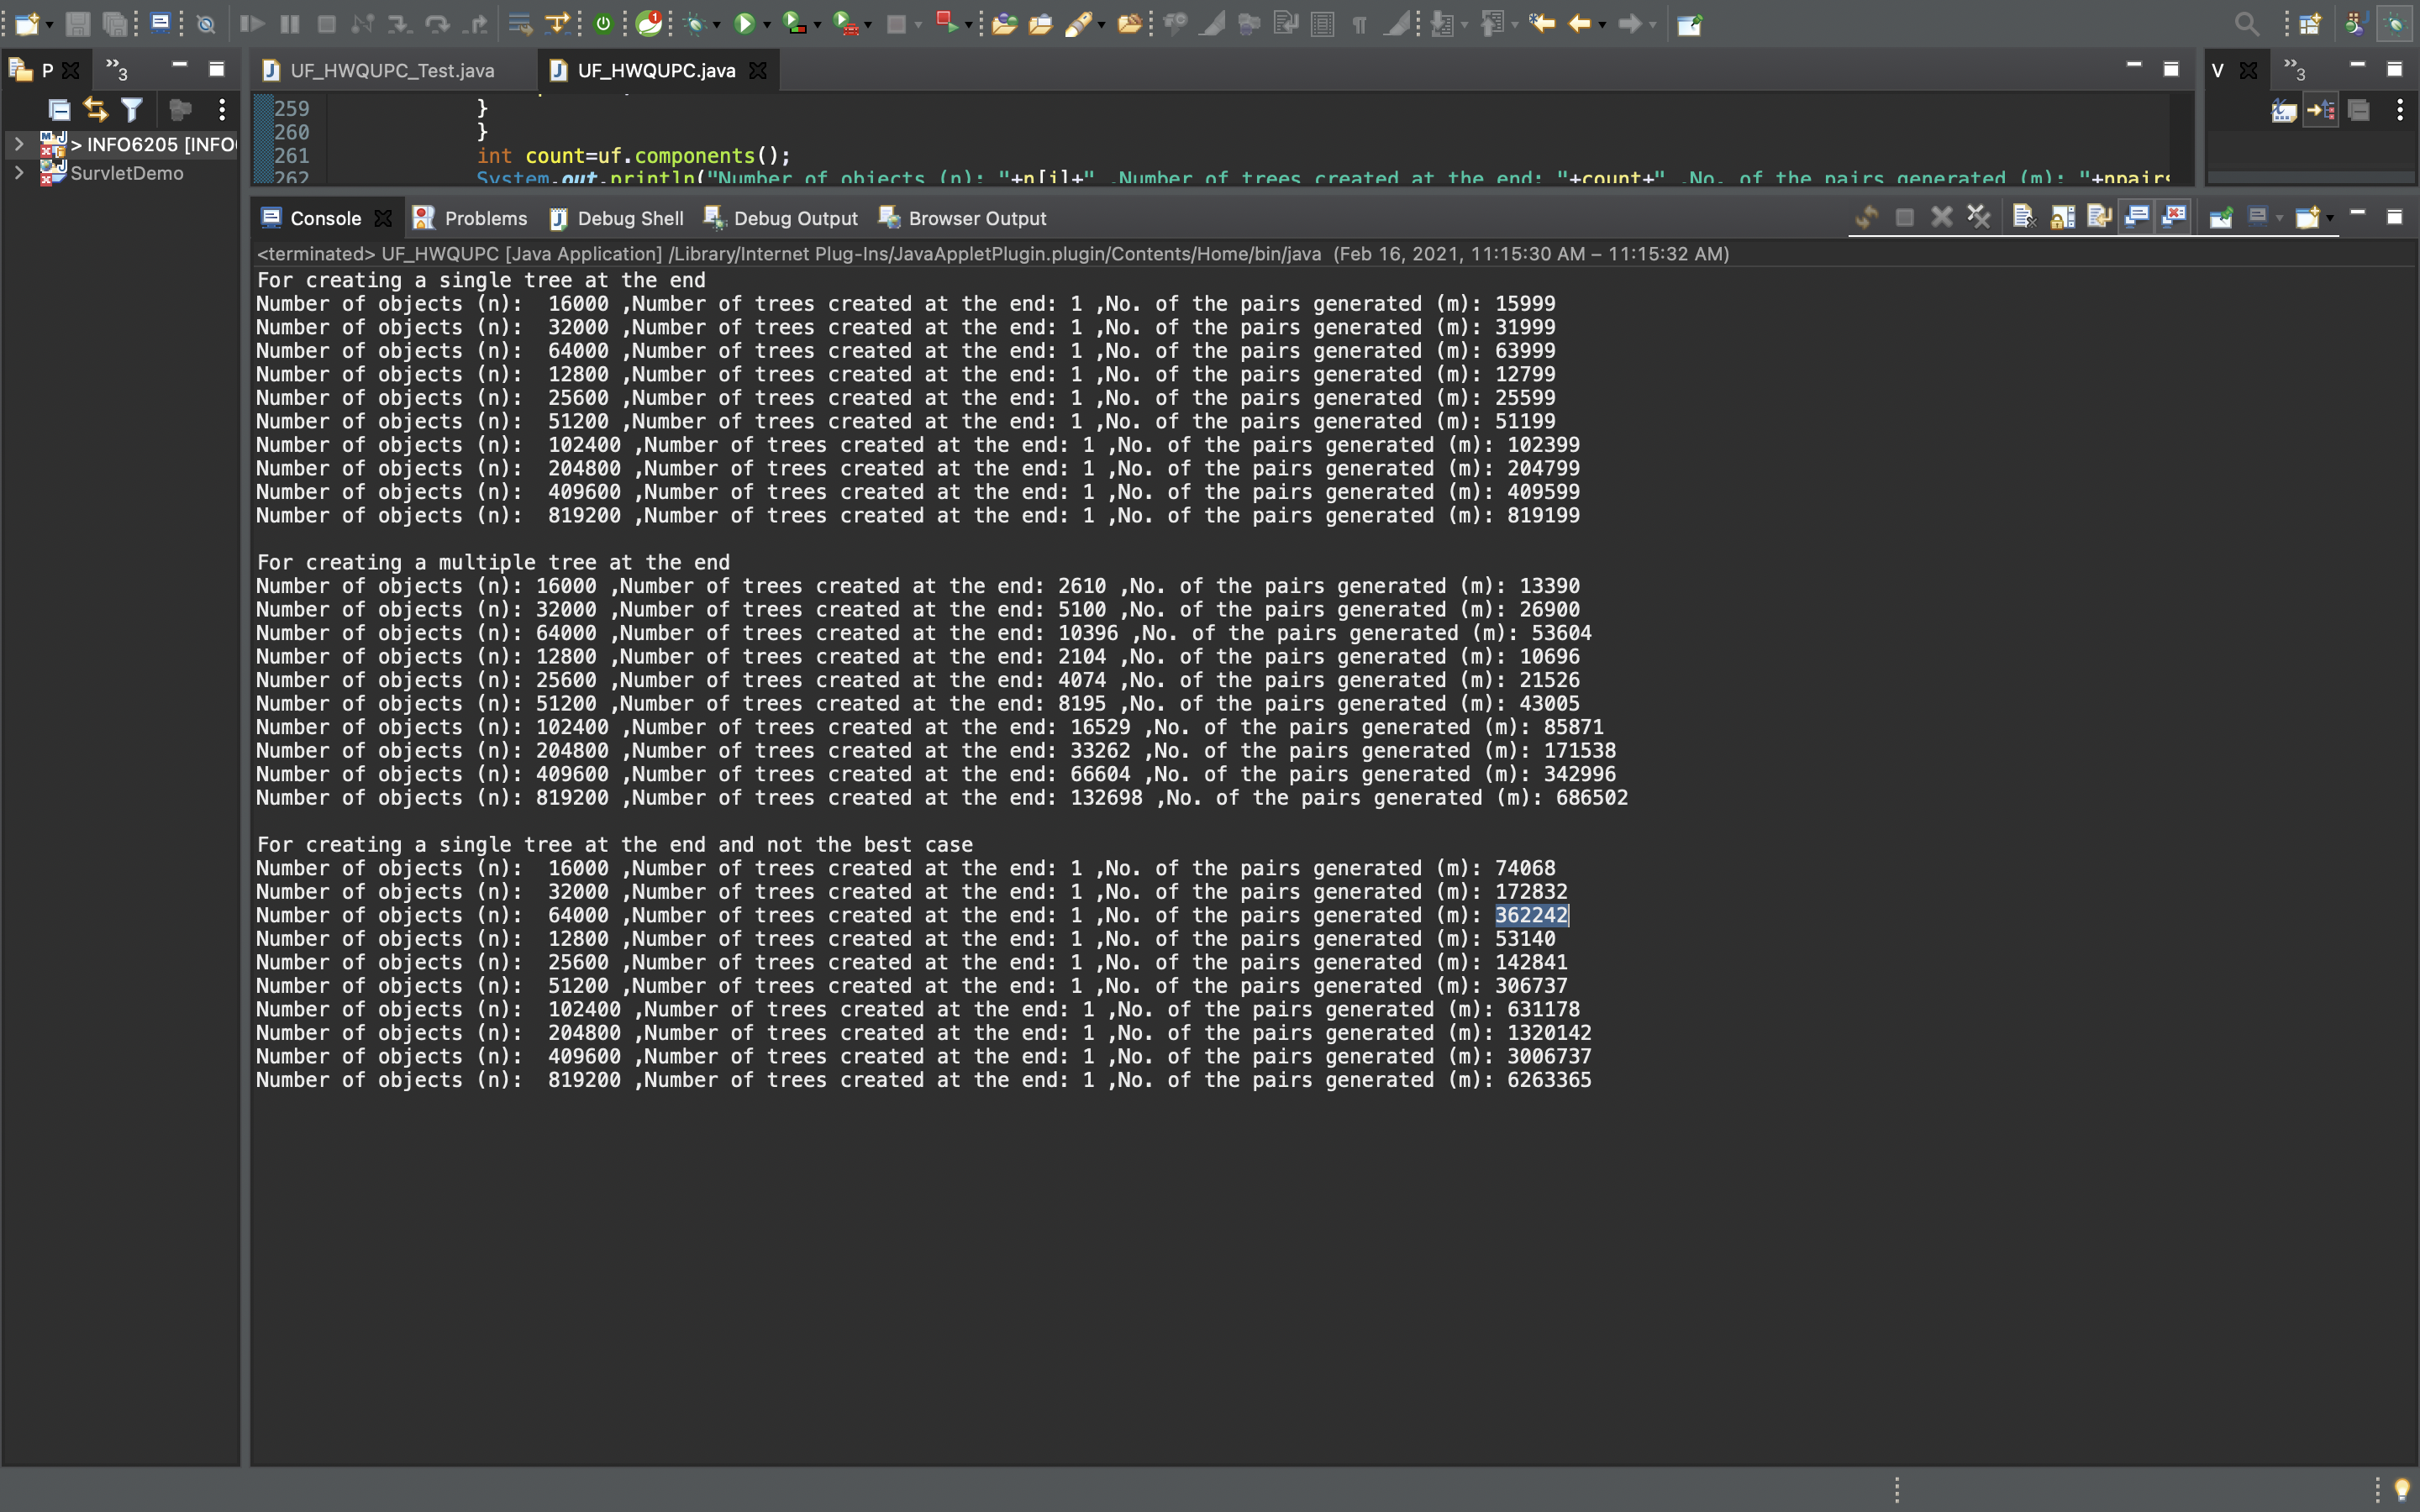 P
3
UF_HWQUPC_Test.java
UF_HWQUPC.java
V
3
> INFO6205 [INFO
SurvletDemo
259 }
260 }
261 int count=uf.components();
262 System.out.println("Number of objects (n): "+n[i]+" ,Number of trees created at the end: "+count+" ,No. of the pairs generated (m): "+npairs
Console
Problems
Debug Shell
Debug Output
Browser Output
<terminated> UF_HWQUPC [Java Application] /Library/Internet Plug-Ins/JavaAppletPlugin.plugin/Contents/Home/bin/java (Feb 16, 2021, 11:15:30 AM – 11:15:32 AM)
For creating a single tree at the end
Number of objects (n):  16000 ,Number of trees created at the end: 1 ,No. of the pairs generated (m): 15999
Number of objects (n):  32000 ,Number of trees created at the end: 1 ,No. of the pairs generated (m): 31999
Number of objects (n):  64000 ,Number of trees created at the end: 1 ,No. of the pairs generated (m): 63999
Number of objects (n):  12800 ,Number of trees created at the end: 1 ,No. of the pairs generated (m): 12799
Number of objects (n):  25600 ,Number of trees created at the end: 1 ,No. of the pairs generated (m): 25599
Number of objects (n):  51200 ,Number of trees created at the end: 1 ,No. of the pairs generated (m): 51199
Number of objects (n):  102400 ,Number of trees created at the end: 1 ,No. of the pairs generated (m): 102399
Number of objects (n):  204800 ,Number of trees created at the end: 1 ,No. of the pairs generated (m): 204799
Number of objects (n):  409600 ,Number of trees created at the end: 1 ,No. of the pairs generated (m): 409599
Number of objects (n):  819200 ,Number of trees created at the end: 1 ,No. of the pairs generated (m): 819199
For creating a multiple tree at the end
Number of objects (n): 16000 ,Number of trees created at the end: 2610 ,No. of the pairs generated (m): 13390
Number of objects (n): 32000 ,Number of trees created at the end: 5100 ,No. of the pairs generated (m): 26900
Number of objects (n): 64000 ,Number of trees created at the end: 10396 ,No. of the pairs generated (m): 53604
Number of objects (n): 12800 ,Number of trees created at the end: 2104 ,No. of the pairs generated (m): 10696
Number of objects (n): 25600 ,Number of trees created at the end: 4074 ,No. of the pairs generated (m): 21526
Number of objects (n): 51200 ,Number of trees created at the end: 8195 ,No. of the pairs generated (m): 43005
Number of objects (n): 102400 ,Number of trees created at the end: 16529 ,No. of the pairs generated (m): 85871
Number of objects (n): 204800 ,Number of trees created at the end: 33262 ,No. of the pairs generated (m): 171538
Number of objects (n): 409600 ,Number of trees created at the end: 66604 ,No. of the pairs generated (m): 342996
Number of objects (n): 819200 ,Number of trees created at the end: 132698 ,No. of the pairs generated (m): 686502
For creating a single tree at the end and not the best case
Number of objects (n):  16000 ,Number of trees created at the end: 1 ,No. of the pairs generated (m): 74068
Number of objects (n):  32000 ,Number of trees created at the end: 1 ,No. of the pairs generated (m): 172832
Number of objects (n):  64000 ,Number of trees created at the end: 1 ,No. of the pairs generated (m): 362242
Number of objects (n):  12800 ,Number of trees created at the end: 1 ,No. of the pairs generated (m): 53140
Number of objects (n):  25600 ,Number of trees created at the end: 1 ,No. of the pairs generated (m): 142841
Number of objects (n):  51200 ,Number of trees created at the end: 1 ,No. of the pairs generated (m): 306737
Number of objects (n):  102400 ,Number of trees created at the end: 1 ,No. of the pairs generated (m): 631178
Number of objects (n):  204800 ,Number of trees created at the end: 1 ,No. of the pairs generated (m): 1320142
Number of objects (n):  409600 ,Number of trees created at the end: 1 ,No. of the pairs generated (m): 3006737
Number of objects (n):  819200 ,Number of trees created at the end: 1 ,No. of the pairs generated (m): 6263365